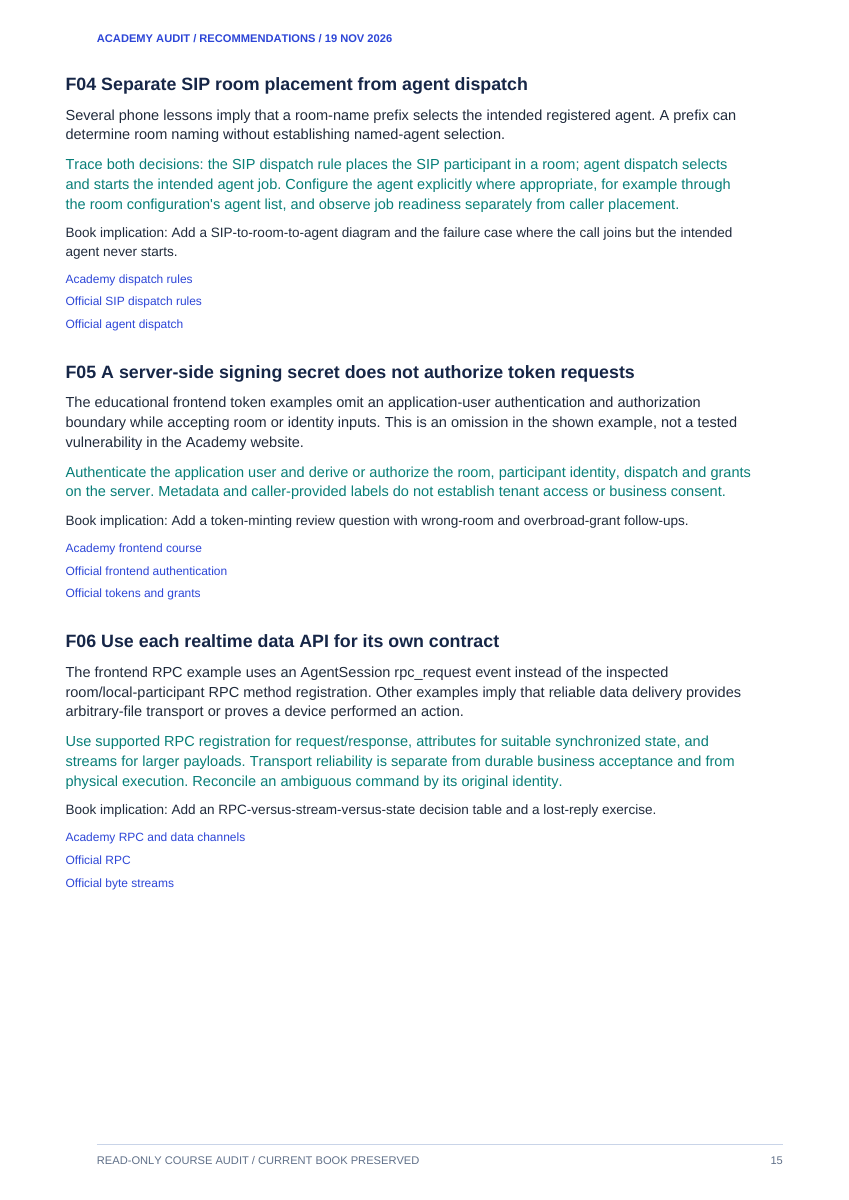 ACADEMY AUDIT / RECOMMENDATIONS / 19 NOV 2026
F04 Separate SIP room placement from agent dispatch
Several phone lessons imply that a room-name prefix selects the intended registered agent. A prefix can
determine room naming without establishing named-agent selection.
Trace both decisions: the SIP dispatch rule places the SIP participant in a room; agent dispatch selects
and starts the intended agent job. Configure the agent explicitly where appropriate, for example through
the room configuration's agent list, and observe job readiness separately from caller placement.
Book implication: Add a SIP-to-room-to-agent diagram and the failure case where the call joins but the intended
agent never starts.
Academy dispatch rules
Official SIP dispatch rules
Official agent dispatch
F05 A server-side signing secret does not authorize token requests
The educational frontend token examples omit an application-user authentication and authorization
boundary while accepting room or identity inputs. This is an omission in the shown example, not a tested
vulnerability in the Academy website.
Authenticate the application user and derive or authorize the room, participant identity, dispatch and grants
on the server. Metadata and caller-provided labels do not establish tenant access or business consent.
Book implication: Add a token-minting review question with wrong-room and overbroad-grant follow-ups.
Academy frontend course
Official frontend authentication
Official tokens and grants
F06 Use each realtime data API for its own contract
The frontend RPC example uses an AgentSession rpc_request event instead of the inspected
room/local-participant RPC method registration. Other examples imply that reliable data delivery provides
arbitrary-file transport or proves a device performed an action.
Use supported RPC registration for request/response, attributes for suitable synchronized state, and
streams for larger payloads. Transport reliability is separate from durable business acceptance and from
physical execution. Reconcile an ambiguous command by its original identity.
Book implication: Add an RPC-versus-stream-versus-state decision table and a lost-reply exercise.
Academy RPC and data channels
Official RPC
Official byte streams
READ-ONLY COURSE AUDIT / CURRENT BOOK PRESERVED
15